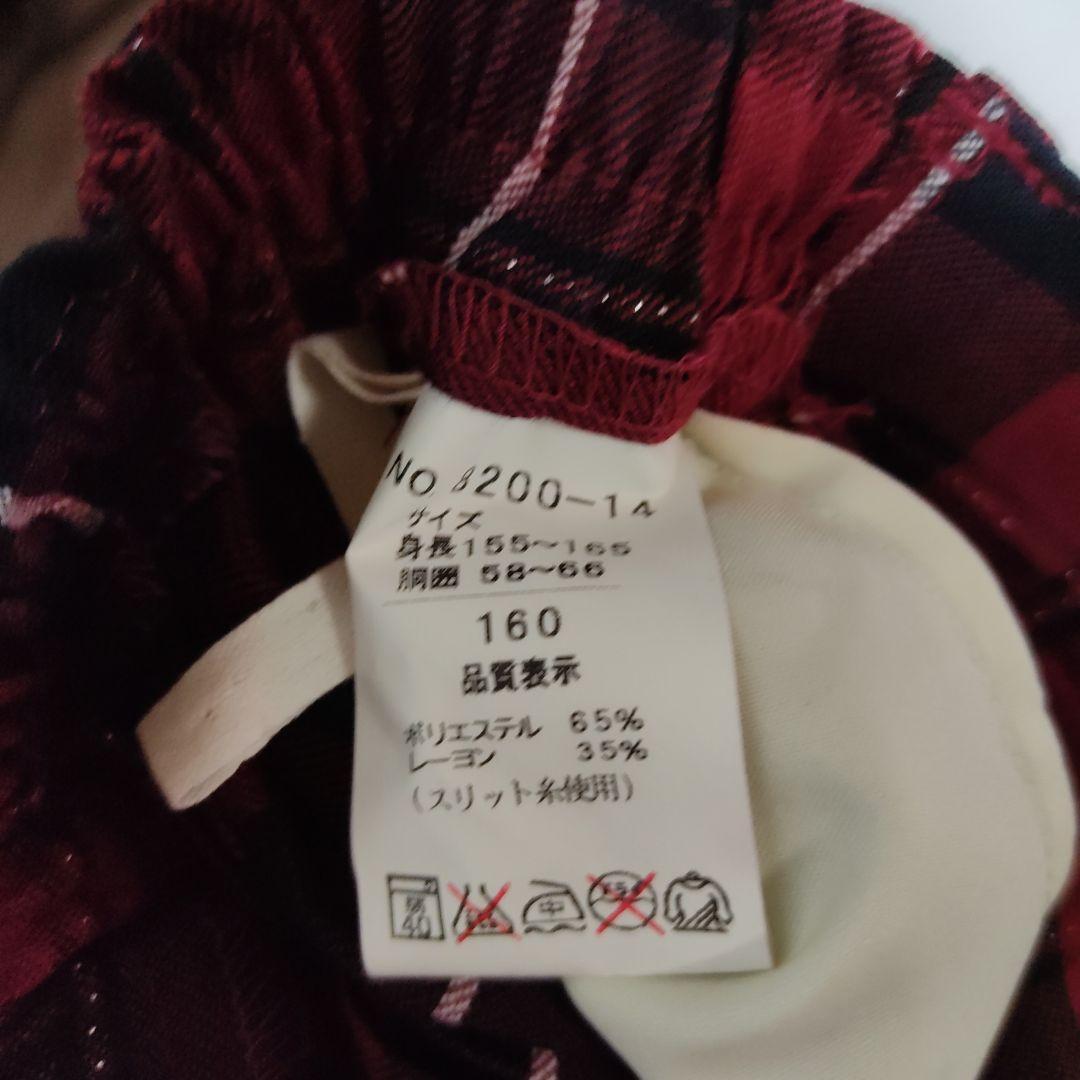 NO. 8200-14
サイズ
身長155～165
胴囲 58～66
160
品質表示
ポリエステル 65%
レーヨン 35%
(スリット糸使用)
40
中